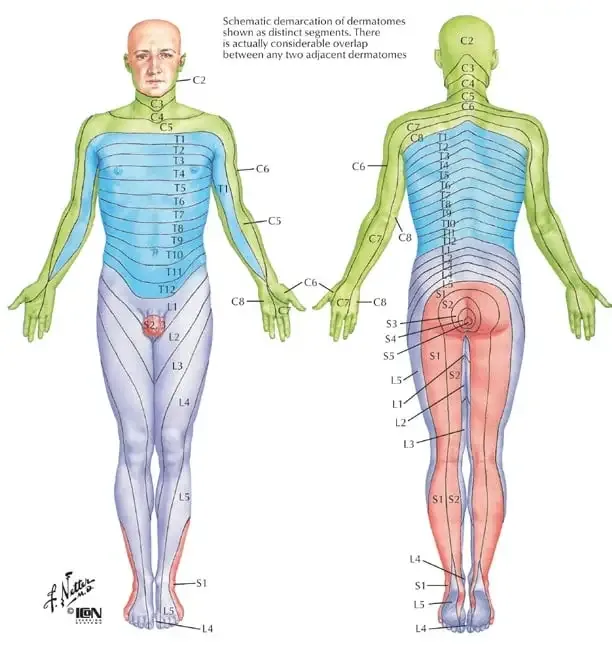 Schematic demarcation of dermatomes
shown as distinct segments. There
is actually considerable overlap
between any two adjacent dermatomes
C2
C3
C4
C5
T1
T2
T3
T4
T5
T6
T7
T8
T9
T10
T11
T12
L1
S2, 3
L2
L3
L4
L5
S1
L5
L4
C6
T1
C5
C6
C8
C7
C2
C3
C4
C5
C6
C7
C8
T1
T2
T3
T4
T5
T6
T7
T8
T9
T10
T11
T12
L1
L2
L3
L4
L5
S1
S2
S3
S4
S5
C6
C7
C8
C6
C7
C8
L5
S1
S2
L1
L2
L3
S1
S2
L4
S1
L5
L4
F. Netter
M.D.
© ICON
LEARNING
SYSTEMS